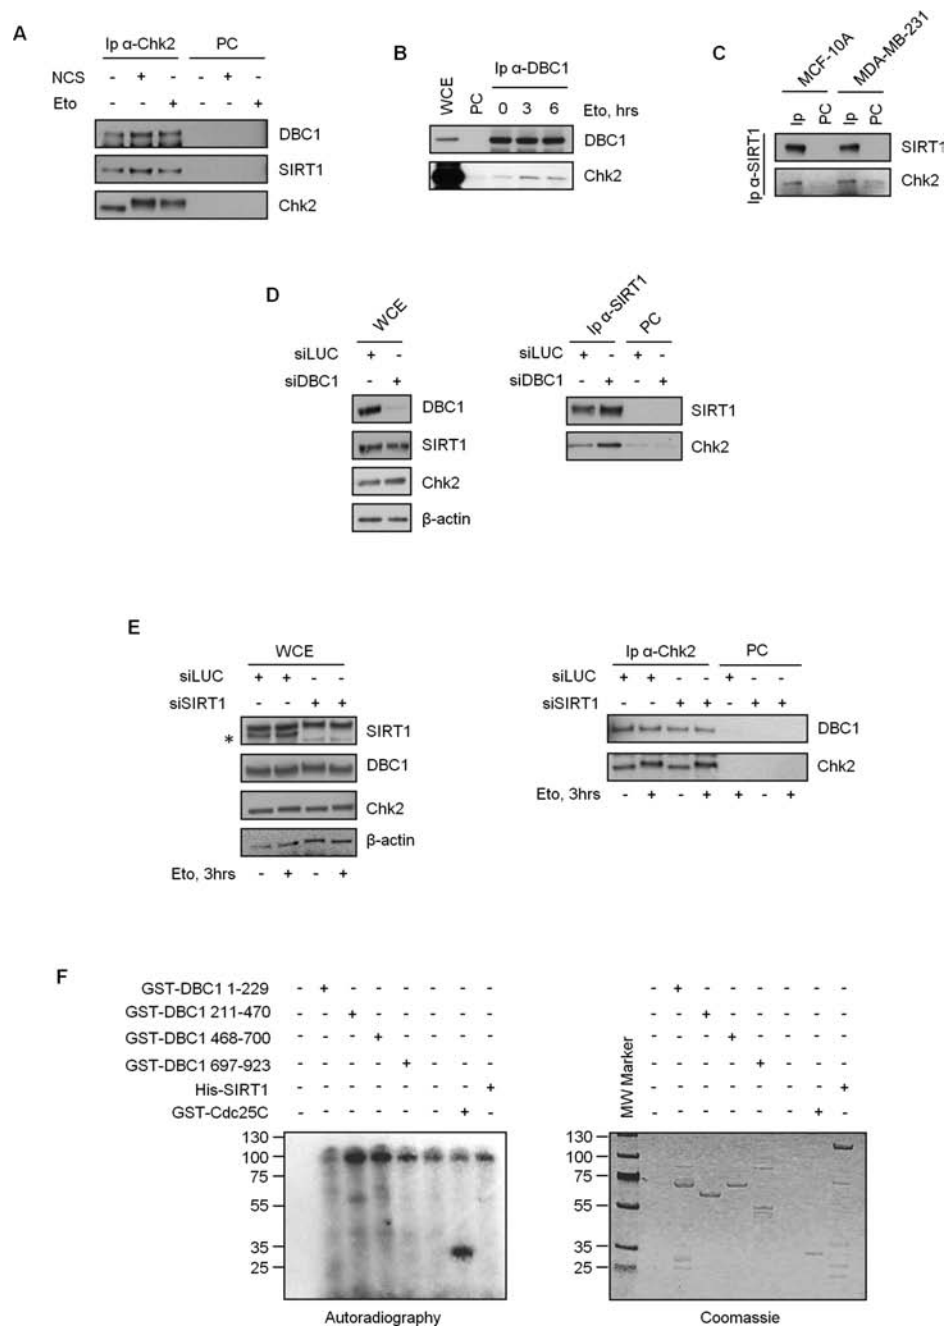 A
Ip α-Chk2 PC
NCS - + - - + -
Eto - - + - - +
DBC1
SIRT1
Chk2
B
WCE PC Ip α-DBC1
0 3 6 Eto, hrs
DBC1
Chk2
C
MCF-10A MDA-MB-231
Ip PC Ip PC
Ip α-SIRT1
SIRT1
Chk2
D
WCE
siLUC + -
siDBC1 - +
DBC1
SIRT1
Chk2
β-actin
Ip α-SIRT1 PC
siLUC + - + -
siDBC1 - + - +
SIRT1
Chk2
E
WCE
siLUC + + - -
siSIRT1 - - + +
SIRT1
*
DBC1
Chk2
β-actin
Eto, 3hrs - + - +
Ip α-Chk2 PC
siLUC + + - - + - -
siSIRT1 - - + + - + +
DBC1
Chk2
Eto, 3hrs - + - + + - +
F
GST-DBC1 1-229 - + - - - - - -
GST-DBC1 211-470 - - + - - - - -
GST-DBC1 468-700 - - - + - - - -
GST-DBC1 697-923 - - - - + - - -
His-SIRT1 - - - - - - - +
GST-Cdc25C - - - - - - + -
130
100
75
55
35
25
Autoradiography
MW Marker
- + - - - - - -
- - + - - - - -
- - - + - - - -
- - - - + - - -
- - - - - - - +
- - - - - - + -
130
100
75
55
35
25
Coomassie